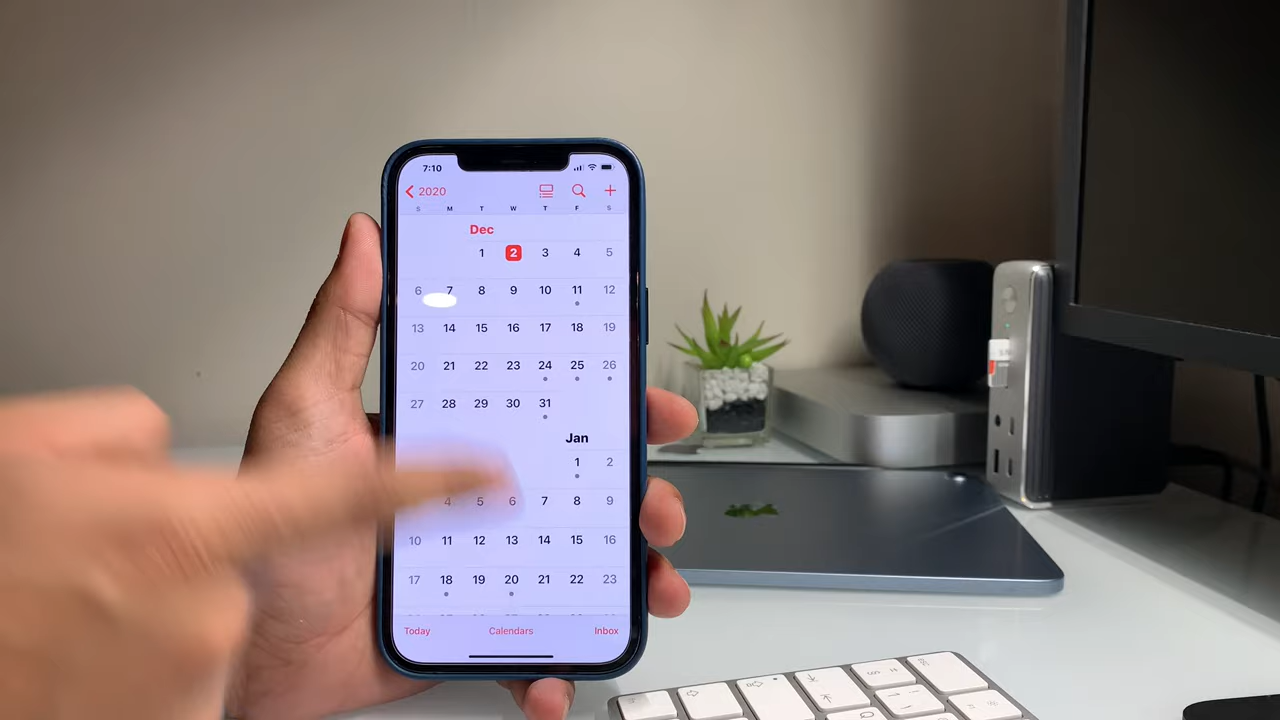 7:10
2020
S M T W T F S
Dec
1 2 3 4 5
6 7 8 9 10 11 12
13 14 15 16 17 18 19
20 21 22 23 24 25 26
27 28 29 30 31
Jan
1 2
4 5 6 7 8 9
10 11 12 13 14 15 16
17 18 19 20 21 22 23
Today Calendars Inbox